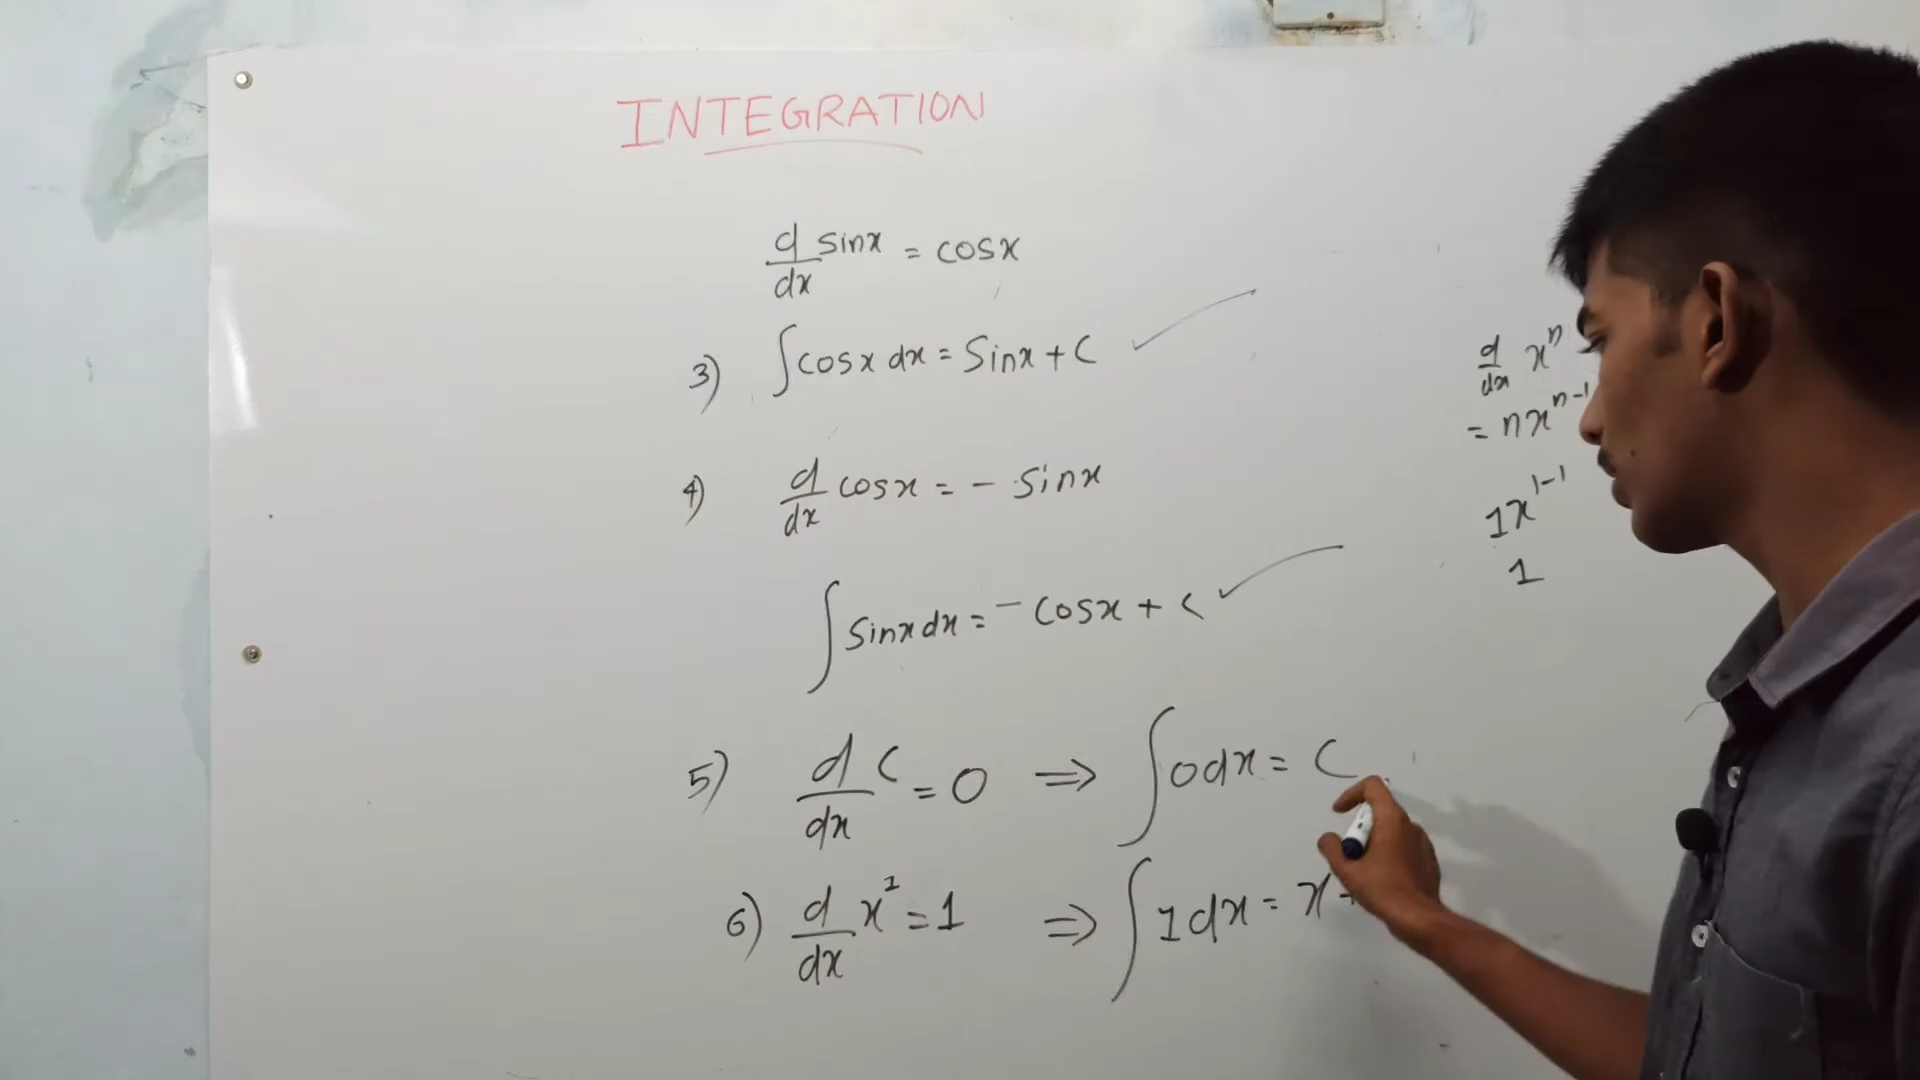 INTEGRATION
d/dx sinx = cosx
3) ∫cosx dx = Sinx + C
4) d/dx cosx = - Sinx
∫sinx dx = - cosx + c
5) d/dx C = 0 ⇒ ∫0dx = C
6) d/dx x¹ = 1 ⇒ ∫1dx = x +
d/dx xⁿ
= nxⁿ⁻¹
1x¹⁻¹
1